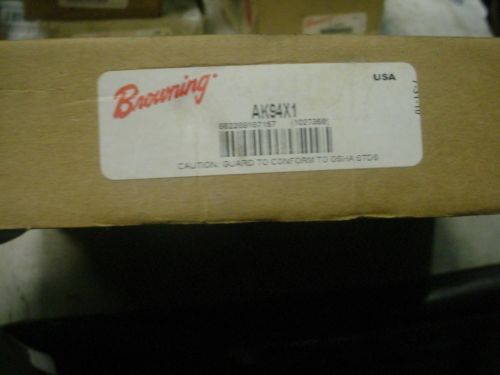 Browning
USA
AK94X1
CAUTION: GUARD TO CONFORM TO OSHA STDS